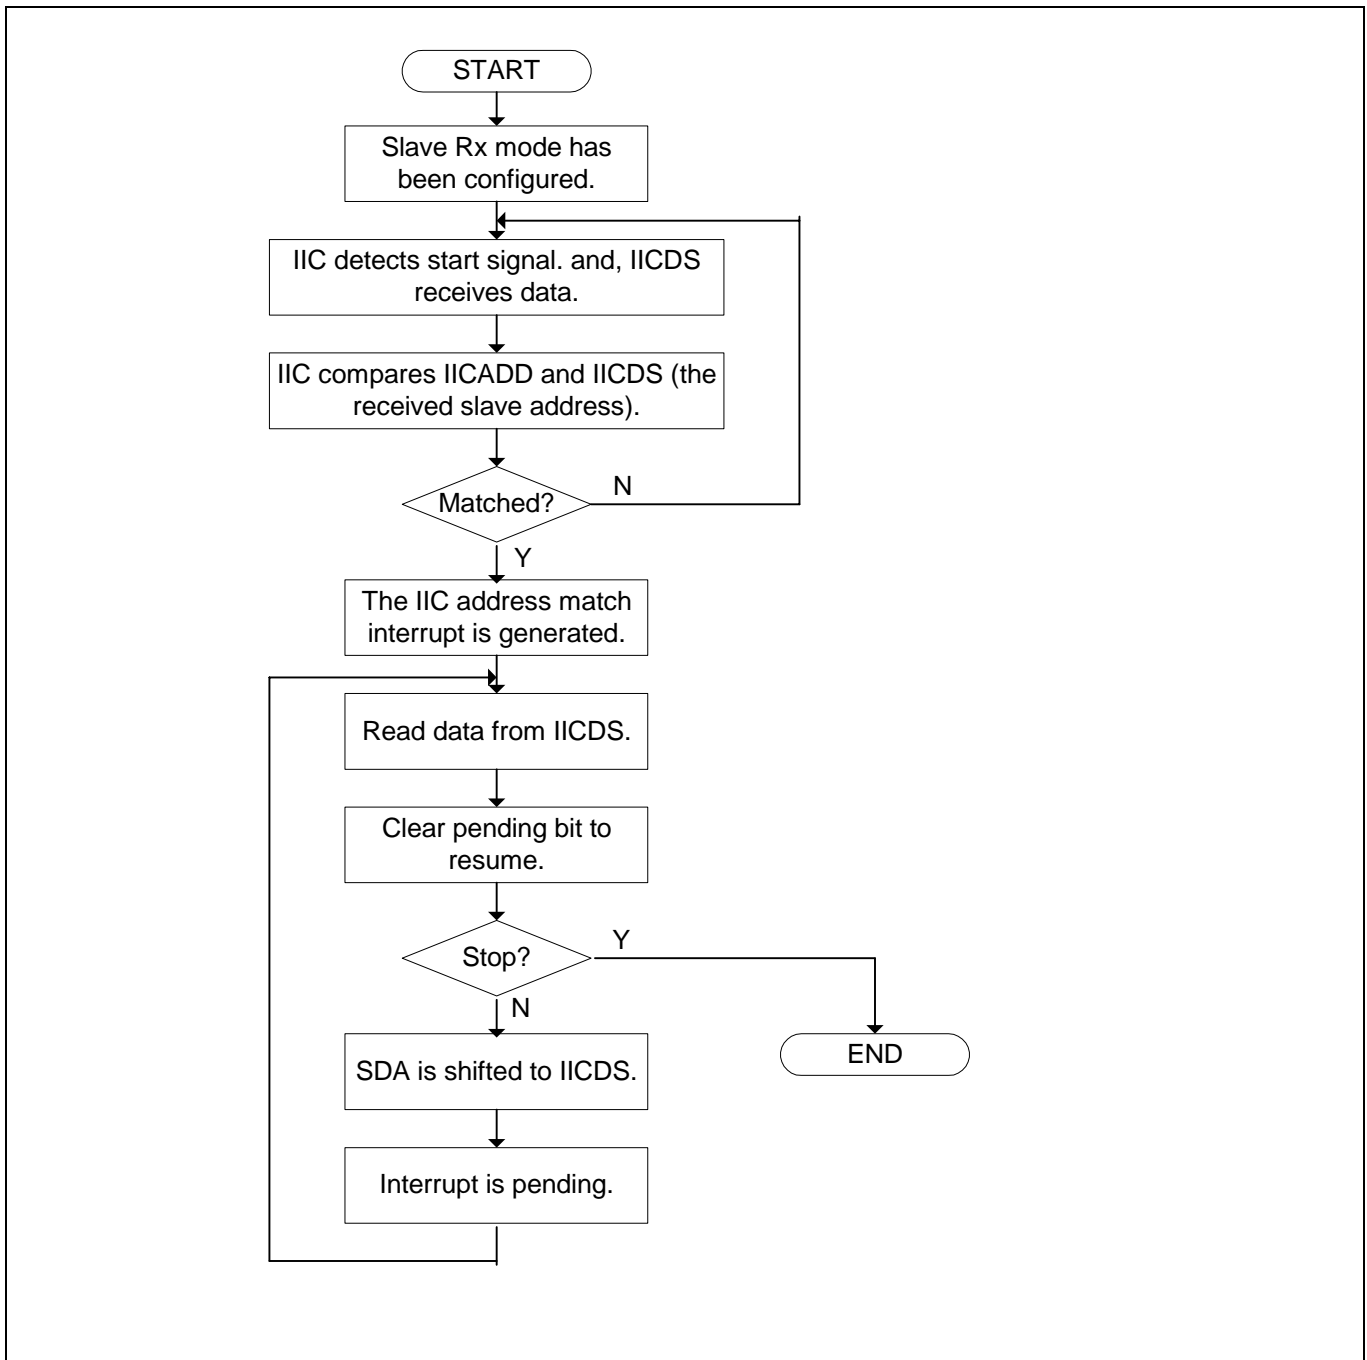 START
Slave Rx mode has
been configured.
IIC detects start signal. and, IICDS
receives data.
IIC compares IICADD and IICDS (the
received slave address).
Matched?
N
Y
The IIC address match
interrupt is generated.
Read data from IICDS.
Clear pending bit to
resume.
Stop?
Y
N
END
SDA is shifted to IICDS.
Interrupt is pending.